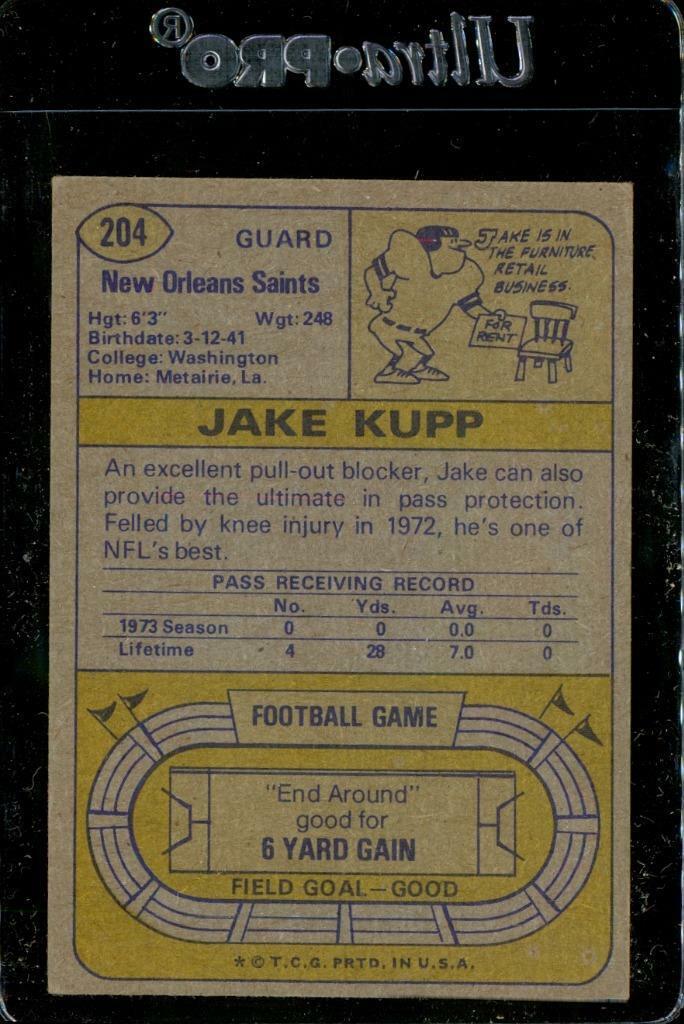 Ultra•PRO®
204
GUARD
New Orleans Saints
Hgt: 6'3" Wgt: 248
Birthdate: 3-12-41
College: Washington
Home: Metairie, La.
JAKE IS IN
THE FURNITURE
RETAIL
BUSINESS.
FOR
RENT
JAKE KUPP
An excellent pull-out blocker, Jake can also
provide the ultimate in pass protection.
Felled by knee injury in 1972, he's one of
NFL's best.
PASS RECEIVING RECORD
No. Yds. Avg. Tds.
1973 Season 0 0 0.0 0
Lifetime 4 28 7.0 0
FOOTBALL GAME
"End Around"
good for
6 YARD GAIN
FIELD GOAL—GOOD
* © T.C.G. PRTD. IN U.S.A.